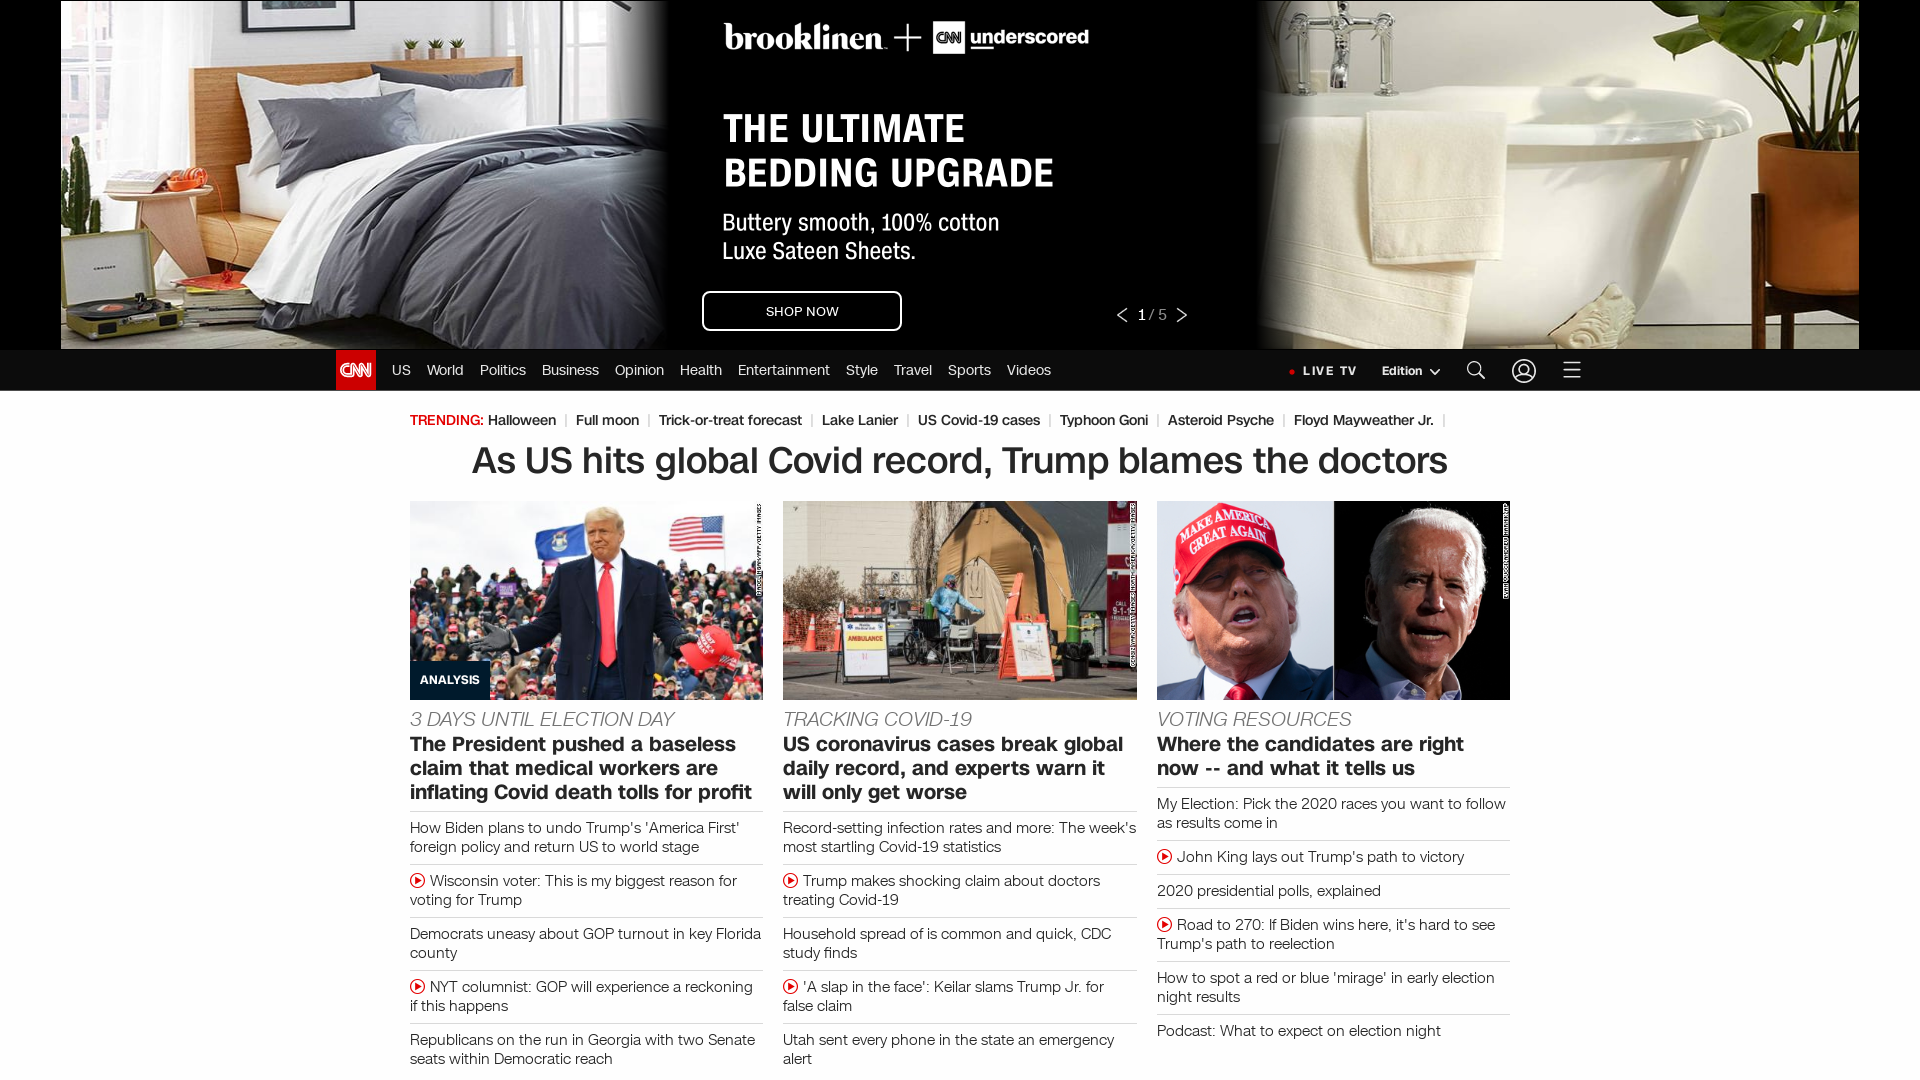 brooklinen + CNN underscored
THE ULTIMATE
BEDDING UPGRADE
Buttery smooth, 100% cotton
Luxe Sateen Sheets.
SHOP NOW
1 / 5
CNN US World Politics Business Opinion Health Entertainment Style Travel Sports Videos LIVE TV Edition
TRENDING: Halloween | Full moon | Trick-or-treat forecast | Lake Lanier | US Covid-19 cases | Typhoon Goni | Asteroid Psyche | Floyd Mayweather Jr. |
As US hits global Covid record, Trump blames the doctors
ANALYSIS
3 DAYS UNTIL ELECTION DAY
The President pushed a baseless
claim that medical workers are
inflating Covid death tolls for profit
How Biden plans to undo Trump's 'America First'
foreign policy and return US to world stage
Wisconsin voter: This is my biggest reason for
voting for Trump
Democrats uneasy about GOP turnout in key Florida
county
NYT columnist: GOP will experience a reckoning
if this happens
Republicans on the run in Georgia with two Senate
seats within Democratic reach
AMBULANCE
TRACKING COVID-19
US coronavirus cases break global
daily record, and experts warn it
will only get worse
Record-setting infection rates and more: The week's
most startling Covid-19 statistics
Trump makes shocking claim about doctors
treating Covid-19
Household spread of is common and quick, CDC
study finds
'A slap in the face': Keilar slams Trump Jr. for
false claim
Utah sent every phone in the state an emergency
alert
MAKE AMERICA
GREAT AGAIN
VOTING RESOURCES
Where the candidates are right
now -- and what it tells us
My Election: Pick the 2020 races you want to follow
as results come in
John King lays out Trump's path to victory
2020 presidential polls, explained
Road to 270: If Biden wins here, it's hard to see
Trump's path to reelection
How to spot a red or blue 'mirage' in early election
night results
Podcast: What to expect on election night